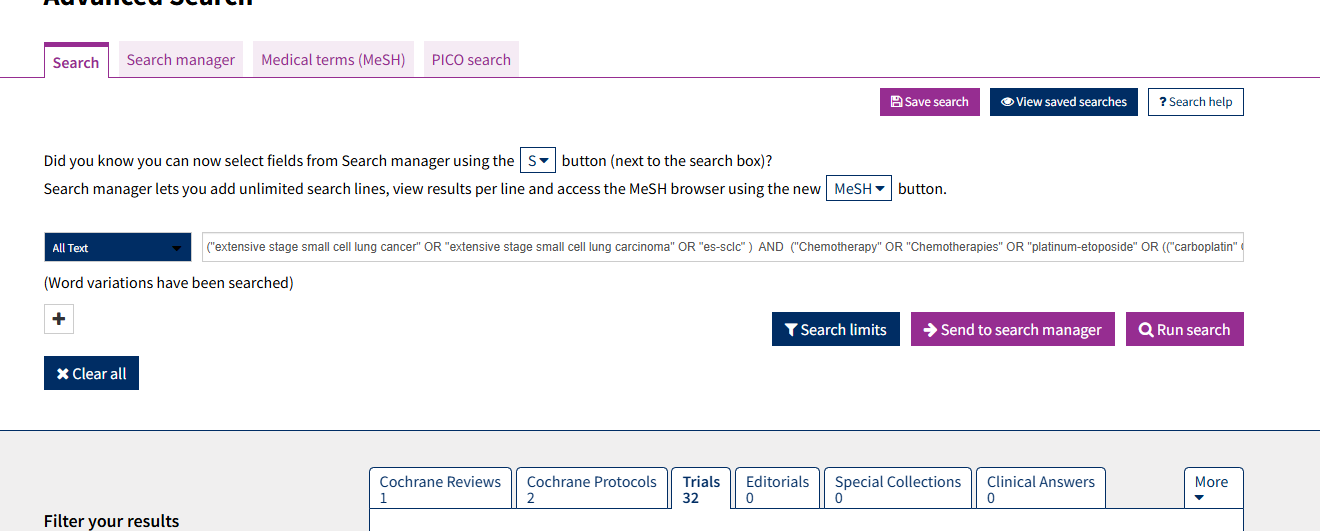 Advanced Search
Search
Search manager
Medical terms (MeSH)
PICO search
Save search
View saved searches
? Search help
Did you know you can now select fields from Search manager using the S button (next to the search box)?
Search manager lets you add unlimited search lines, view results per line and access the MeSH browser using the new MeSH button.
All Text
("extensive stage small cell lung cancer" OR "extensive stage small cell lung carcinoma" OR "es-sclc" )  AND  ("Chemotherapy" OR "Chemotherapies" OR "platinum-etoposide" OR (("carboplatin"
(Word variations have been searched)
+
Search limits
Send to search manager
Run search
Clear all
Cochrane Reviews
1
Cochrane Protocols
2
Trials
32
Editorials
0
Special Collections
0
Clinical Answers
0
More
Filter your results